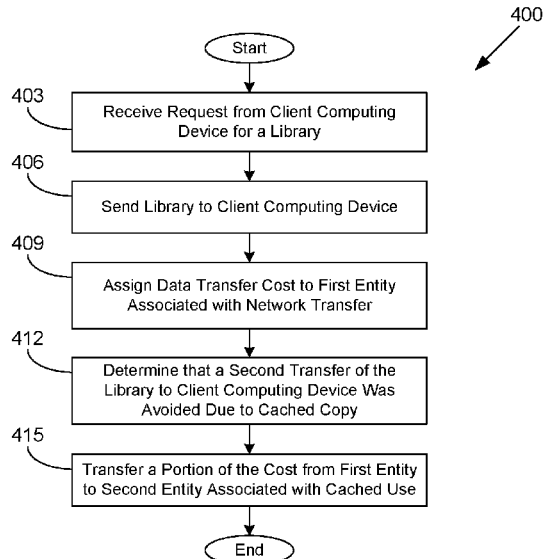 400
Start
403
Receive Request from Client Computing
Device for a Library
406
Send Library to Client Computing Device
409
Assign Data Transfer Cost to First Entity
Associated with Network Transfer
412
Determine that a Second Transfer of the
Library to Client Computing Device Was
Avoided Due to Cached Copy
415
Transfer a Portion of the Cost from First Entity
to Second Entity Associated with Cached Use
End